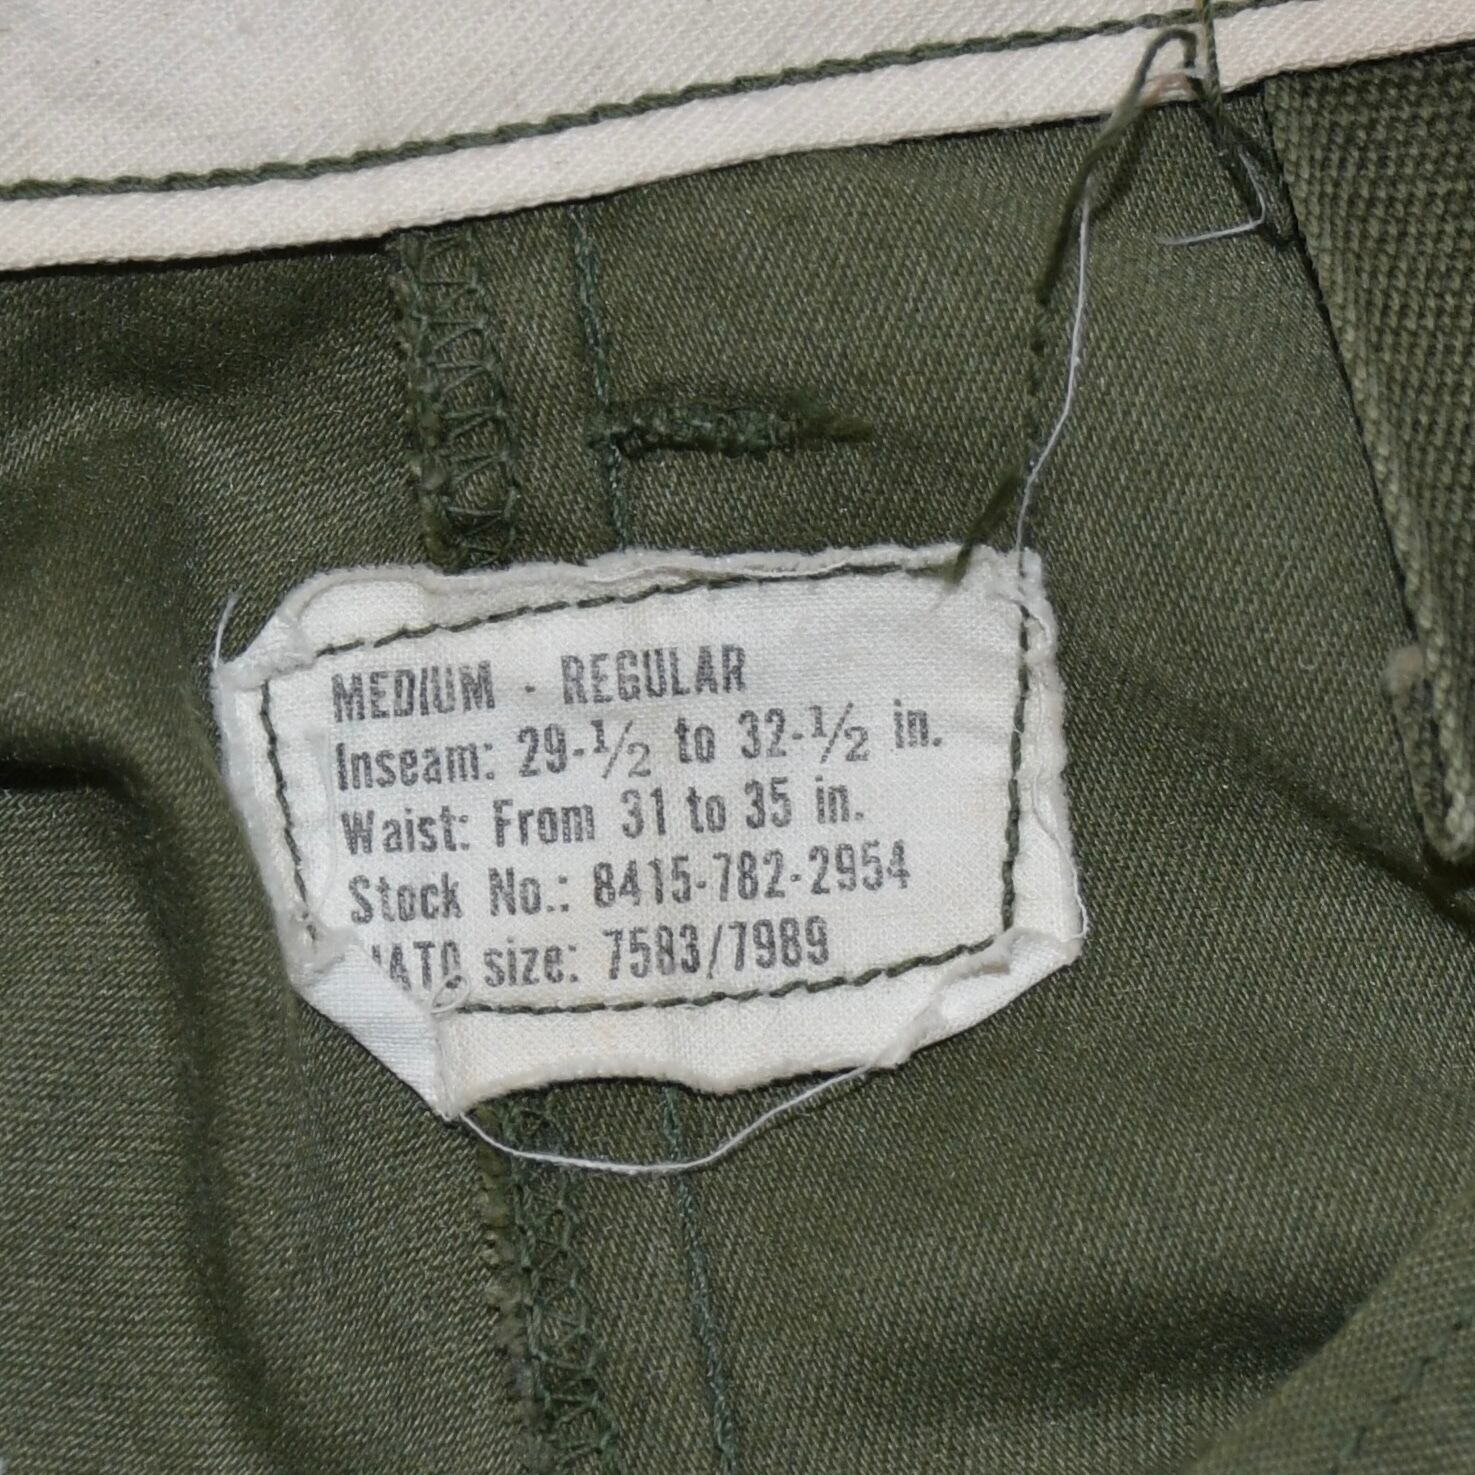 MEDIUM - REGULAR
Inseam: 29-1/2 to 32-1/2 in.
Waist: From 31 to 35 in.
Stock No.: 8415-782-2954
NATO size: 7583/7989